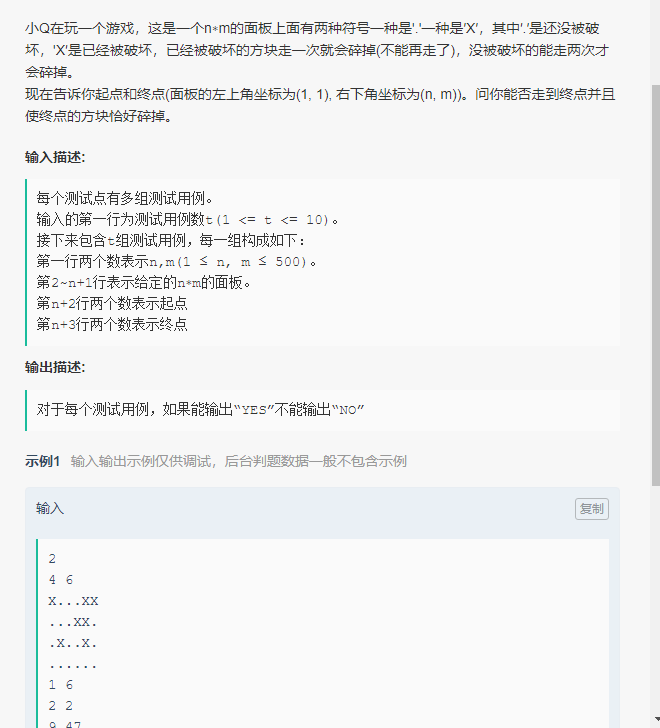 小Q在玩一个游戏，这是一个n*m的面板上面有两种符号一种是'.'一种是'X'，其中'.'是还没被破
坏，'X'是已经被破坏，已经被破坏的方块走一次就会碎掉(不能再走了)，没被破坏的能走两次才
会碎掉。
现在告诉你起点和终点(面板的左上角坐标为(1, 1), 右下角坐标为(n, m))。问你能否走到终点并且
使终点的方块恰好碎掉。
输入描述:
每个测试点有多组测试用例。
输入的第一行为测试用例数t(1 <= t <= 10)。
接下来包含t组测试用例，每一组构成如下：
第一行两个数表示n,m(1 ≤ n, m ≤ 500)。
第2~n+1行表示给定的n*m的面板。
第n+2行两个数表示起点
第n+3行两个数表示终点
输出描述:
对于每个测试用例，如果能输出“YES”不能输出“NO”
示例1 输入输出示例仅供调试，后台判题数据一般不包含示例
输入 复制
2
4 6
X...XX
...XX.
.X..X.
......
1 6
2 2
9 47